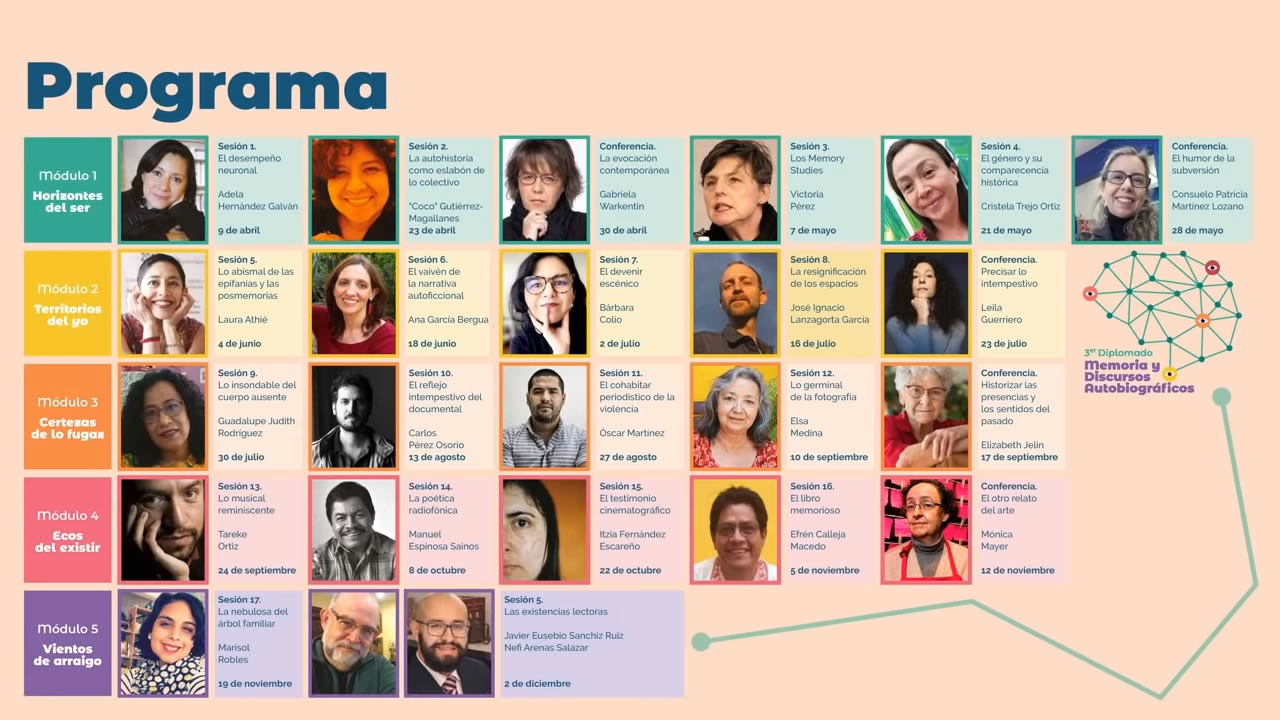 Programa
Módulo 1
Horizontes
del ser
Sesión 1.
El desempeño
neuronal
Adela
Hernández Galván
9 de abril
Sesión 2.
La autohistoria
como eslabón de
lo colectivo
"Coco" Gutiérrez-
Magallanes
23 de abril
Conferencia.
La evocación
contemporánea
Gabriela
Warkentin
30 de abril
Sesión 3.
Los Memory
Studies
Victoria
Pérez
7 de mayo
Sesión 4.
El género y su
comparecencia
histórica
Cristela Trejo Ortiz
21 de mayo
Conferencia.
El humor de la
subversión
Consuelo Patricia
Martínez Lozano
28 de mayo
Módulo 2
Territorios
del yo
Sesión 5.
Lo abismal de las
epifanías y las
posmemorias
Laura Athié
4 de junio
Sesión 6.
El vaivén de
la narrativa
autoficcional
Ana García Bergua
18 de junio
Sesión 7.
El devenir
escénico
Bárbara
Colio
2 de julio
Sesión 8.
La resignificación
de los espacios
José Ignacio
Lanzagorta García
16 de julio
Conferencia.
Precisar lo
intempestivo
Leila
Guerriero
23 de julio
3er Diplomado
Memoria y
Discursos
Autobiográficos
Módulo 3
Certezas
de lo fugaz
Sesión 9.
Lo insondable del
cuerpo ausente
Guadalupe Judith
Rodríguez
30 de julio
Sesión 10.
El reflejo
intempestivo del
documental
Carlos
Pérez Osorio
13 de agosto
Sesión 11.
El cohabitar
periodístico de la
violencia
Óscar Martínez
27 de agosto
Sesión 12.
Lo germinal
de la fotografía
Elsa
Medina
10 de septiembre
Conferencia.
Historizar las
presencias y
los sentidos del
pasado
Elizabeth Jelin
17 de septiembre
Módulo 4
Ecos
del existir
Sesión 13.
Lo musical
reminiscente
Tareke
Ortiz
24 de septiembre
Sesión 14.
La poética
radiofónica
Manuel
Espinosa Sainos
8 de octubre
Sesión 15.
El testimonio
cinematográfico
Itzia Fernández
Escareño
22 de octubre
Sesión 16.
El libro
memorioso
Efrén Calleja
Macedo
5 de noviembre
Conferencia.
El otro relato
del arte
Mónica
Mayer
12 de noviembre
Módulo 5
Vientos
de arraigo
Sesión 17.
La nebulosa del
árbol familiar
Marisol
Robles
19 de noviembre
Sesión 5.
Las existencias lectoras
Javier Eusebio Sanchiz Ruiz
Nefi Arenas Salazar
2 de diciembre